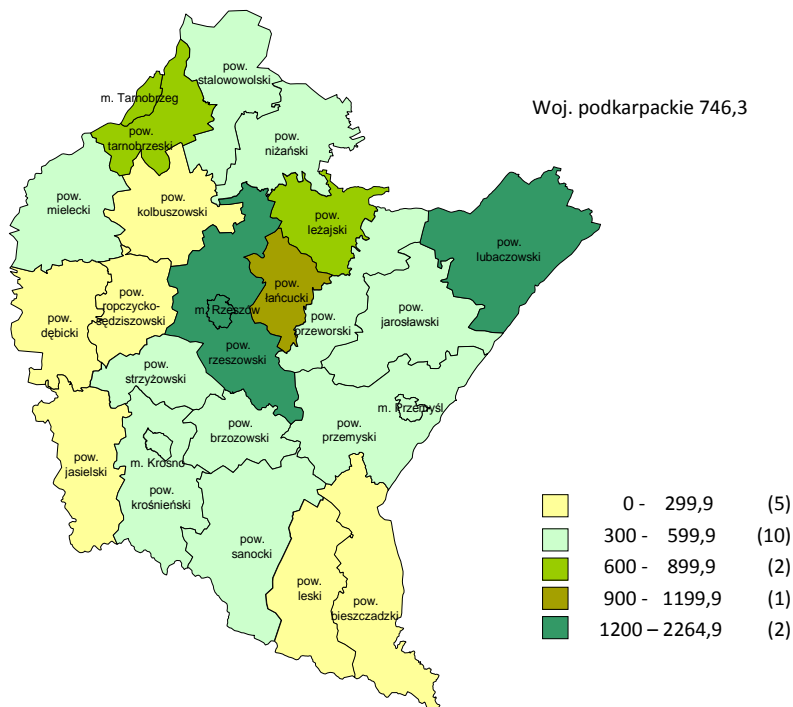 pow.
stalowowolski
m. Tarnobrzeg
Woj. podkarpackie 746,3
pow.
tarnobrzeski
pow.
niżański
pow.
mielecki
pow.
kolbuszowski
pow.
leżajski
pow.
lubaczowski
pow.
ropczycko-
sędziszowski
pow.
łańcucki
m. Rzeszów
pow.
dębicki
pow.
przeworski
pow.
jarosławski
pow.
rzeszowski
pow.
strzyżowski
m. Przemyśl
pow.
brzozowski
pow.
przemyski
pow.
jasielski
m. Krosno
pow.
krośnieński
pow.
sanocki
pow.
leski
pow.
bieszczadzki
0 - 299,9 (5)
300 - 599,9 (10)
600 - 899,9 (2)
900 - 1199,9 (1)
1200 – 2264,9 (2)